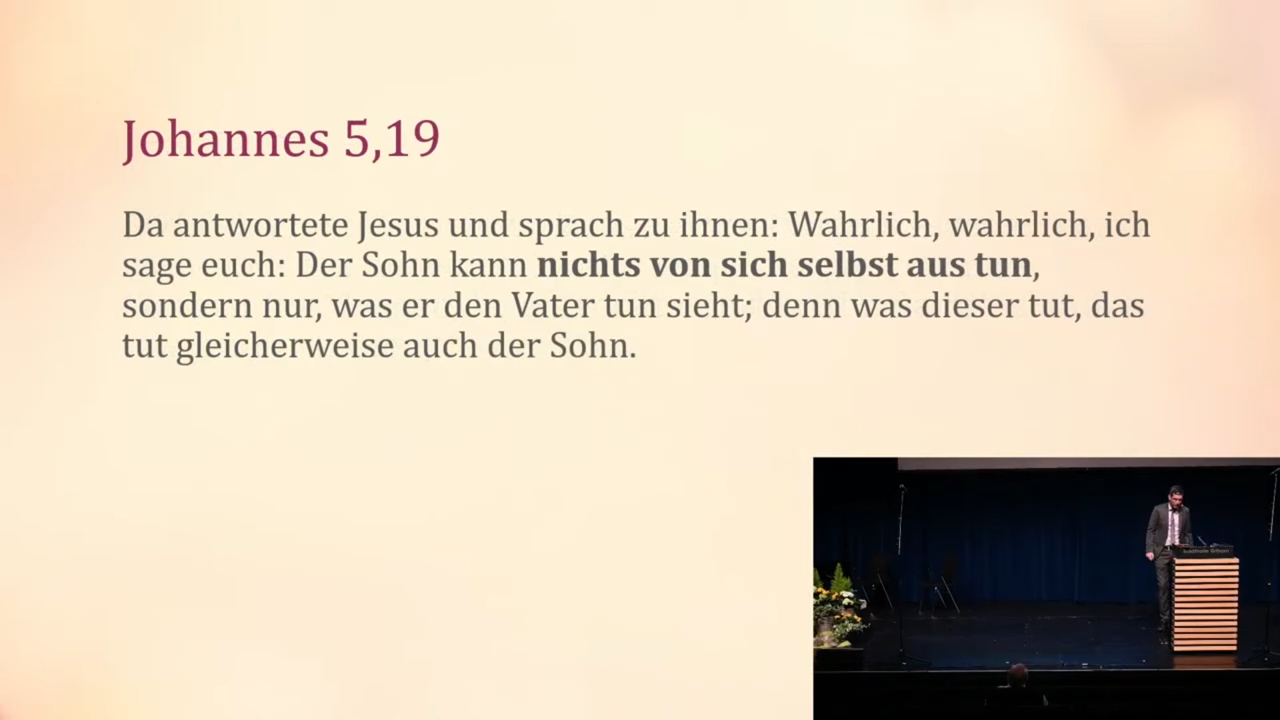 Johannes 5,19
Da antwortete Jesus und sprach zu ihnen: Wahrlich, wahrlich, ich
sage euch: Der Sohn kann nichts von sich selbst aus tun,
sondern nur, was er den Vater tun sieht; denn was dieser tut, das
tut gleicherweise auch der Sohn.